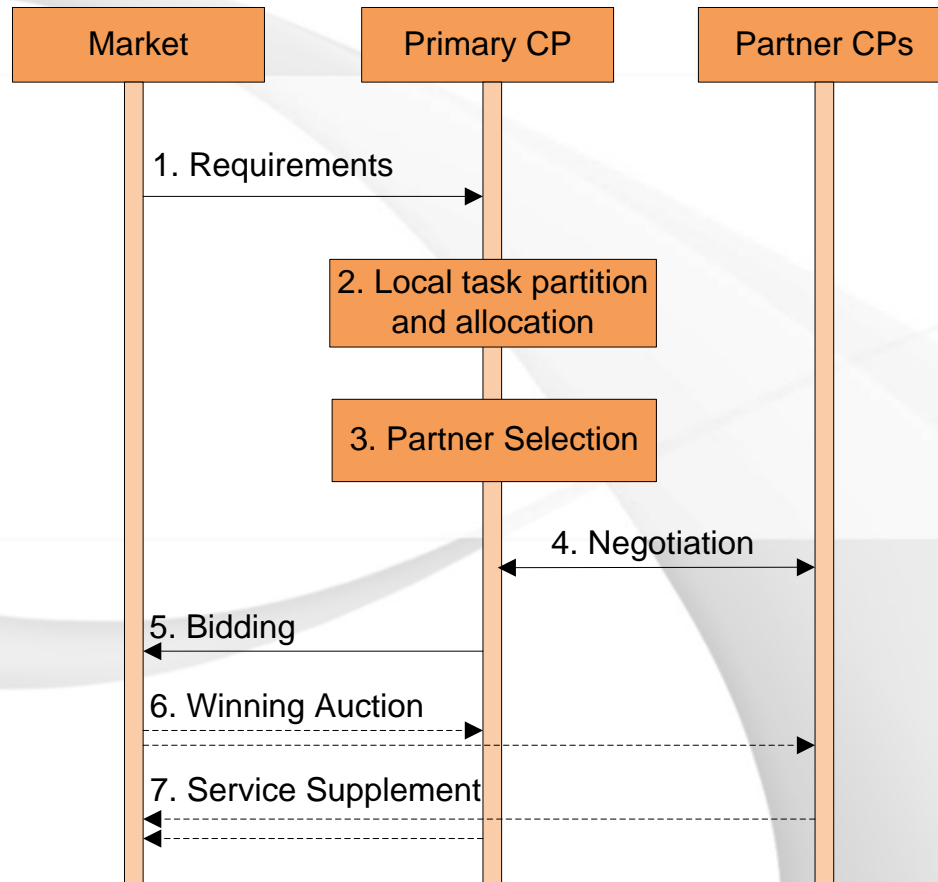 Market
Primary CP
Partner CPs
1. Requirements
2. Local task partition
and allocation
3. Partner Selection
4. Negotiation
5. Bidding
6. Winning Auction
7. Service Supplement